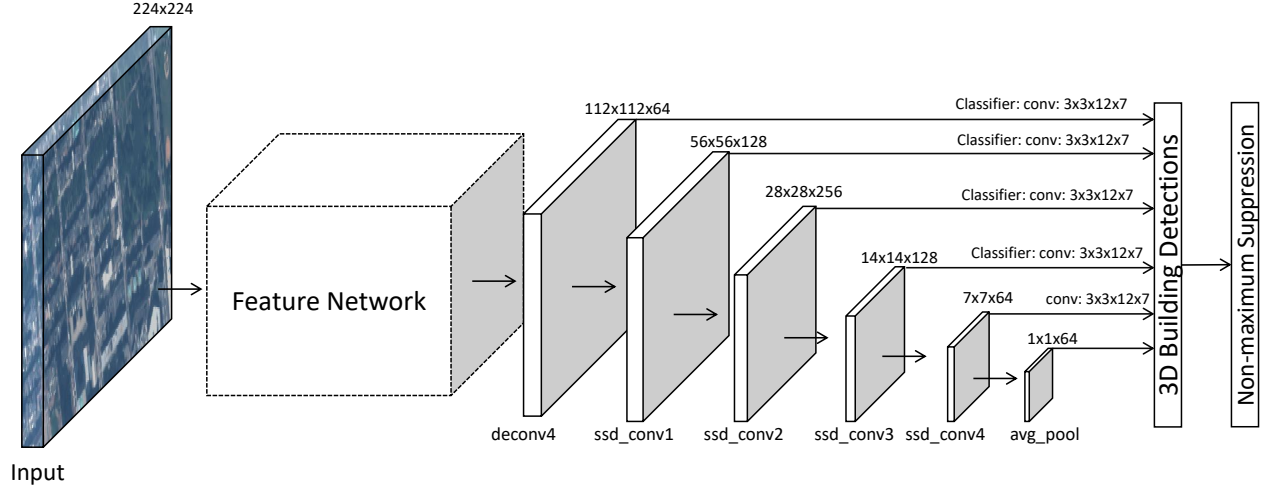 224x224
112x112x64
Classifier: conv: 3x3x12x7
56x56x128
Classifier: conv: 3x3x12x7
28x28x256
Classifier: conv: 3x3x12x7
14x14x128
Classifier: conv: 3x3x12x7
7x7x64
conv: 3x3x12x7
1x1x64
Feature Network
3D Building Detections
Non-maximum Suppression
deconv4
ssd_conv1
ssd_conv2
ssd_conv3
ssd_conv4
avg_pool
Input